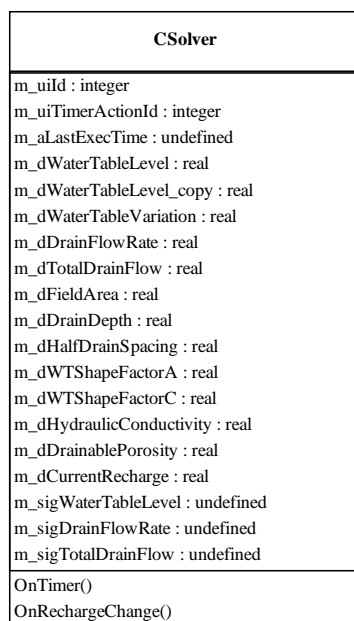 CSolver
m_uiId : integer
m_uiTimerActionId : integer
m_aLastExecTime : undefined
m_dWaterTableLevel : real
m_dWaterTableLevel_copy : real
m_dWaterTableVariation : real
m_dDrainFlowRate : real
m_dTotalDrainFlow : real
m_dFieldArea : real
m_dDrainDepth : real
m_dHalfDrainSpacing : real
m_dWTShapeFactorA : real
m_dWTShapeFactorC : real
m_dHydraulicConductivity : real
m_dDrainablePorosity : real
m_dCurrentRecharge : real
m_sigWaterTableLevel : undefined
m_sigDrainFlowRate : undefined
m_sigTotalDrainFlow : undefined
OnTimer()
OnRechargeChange()